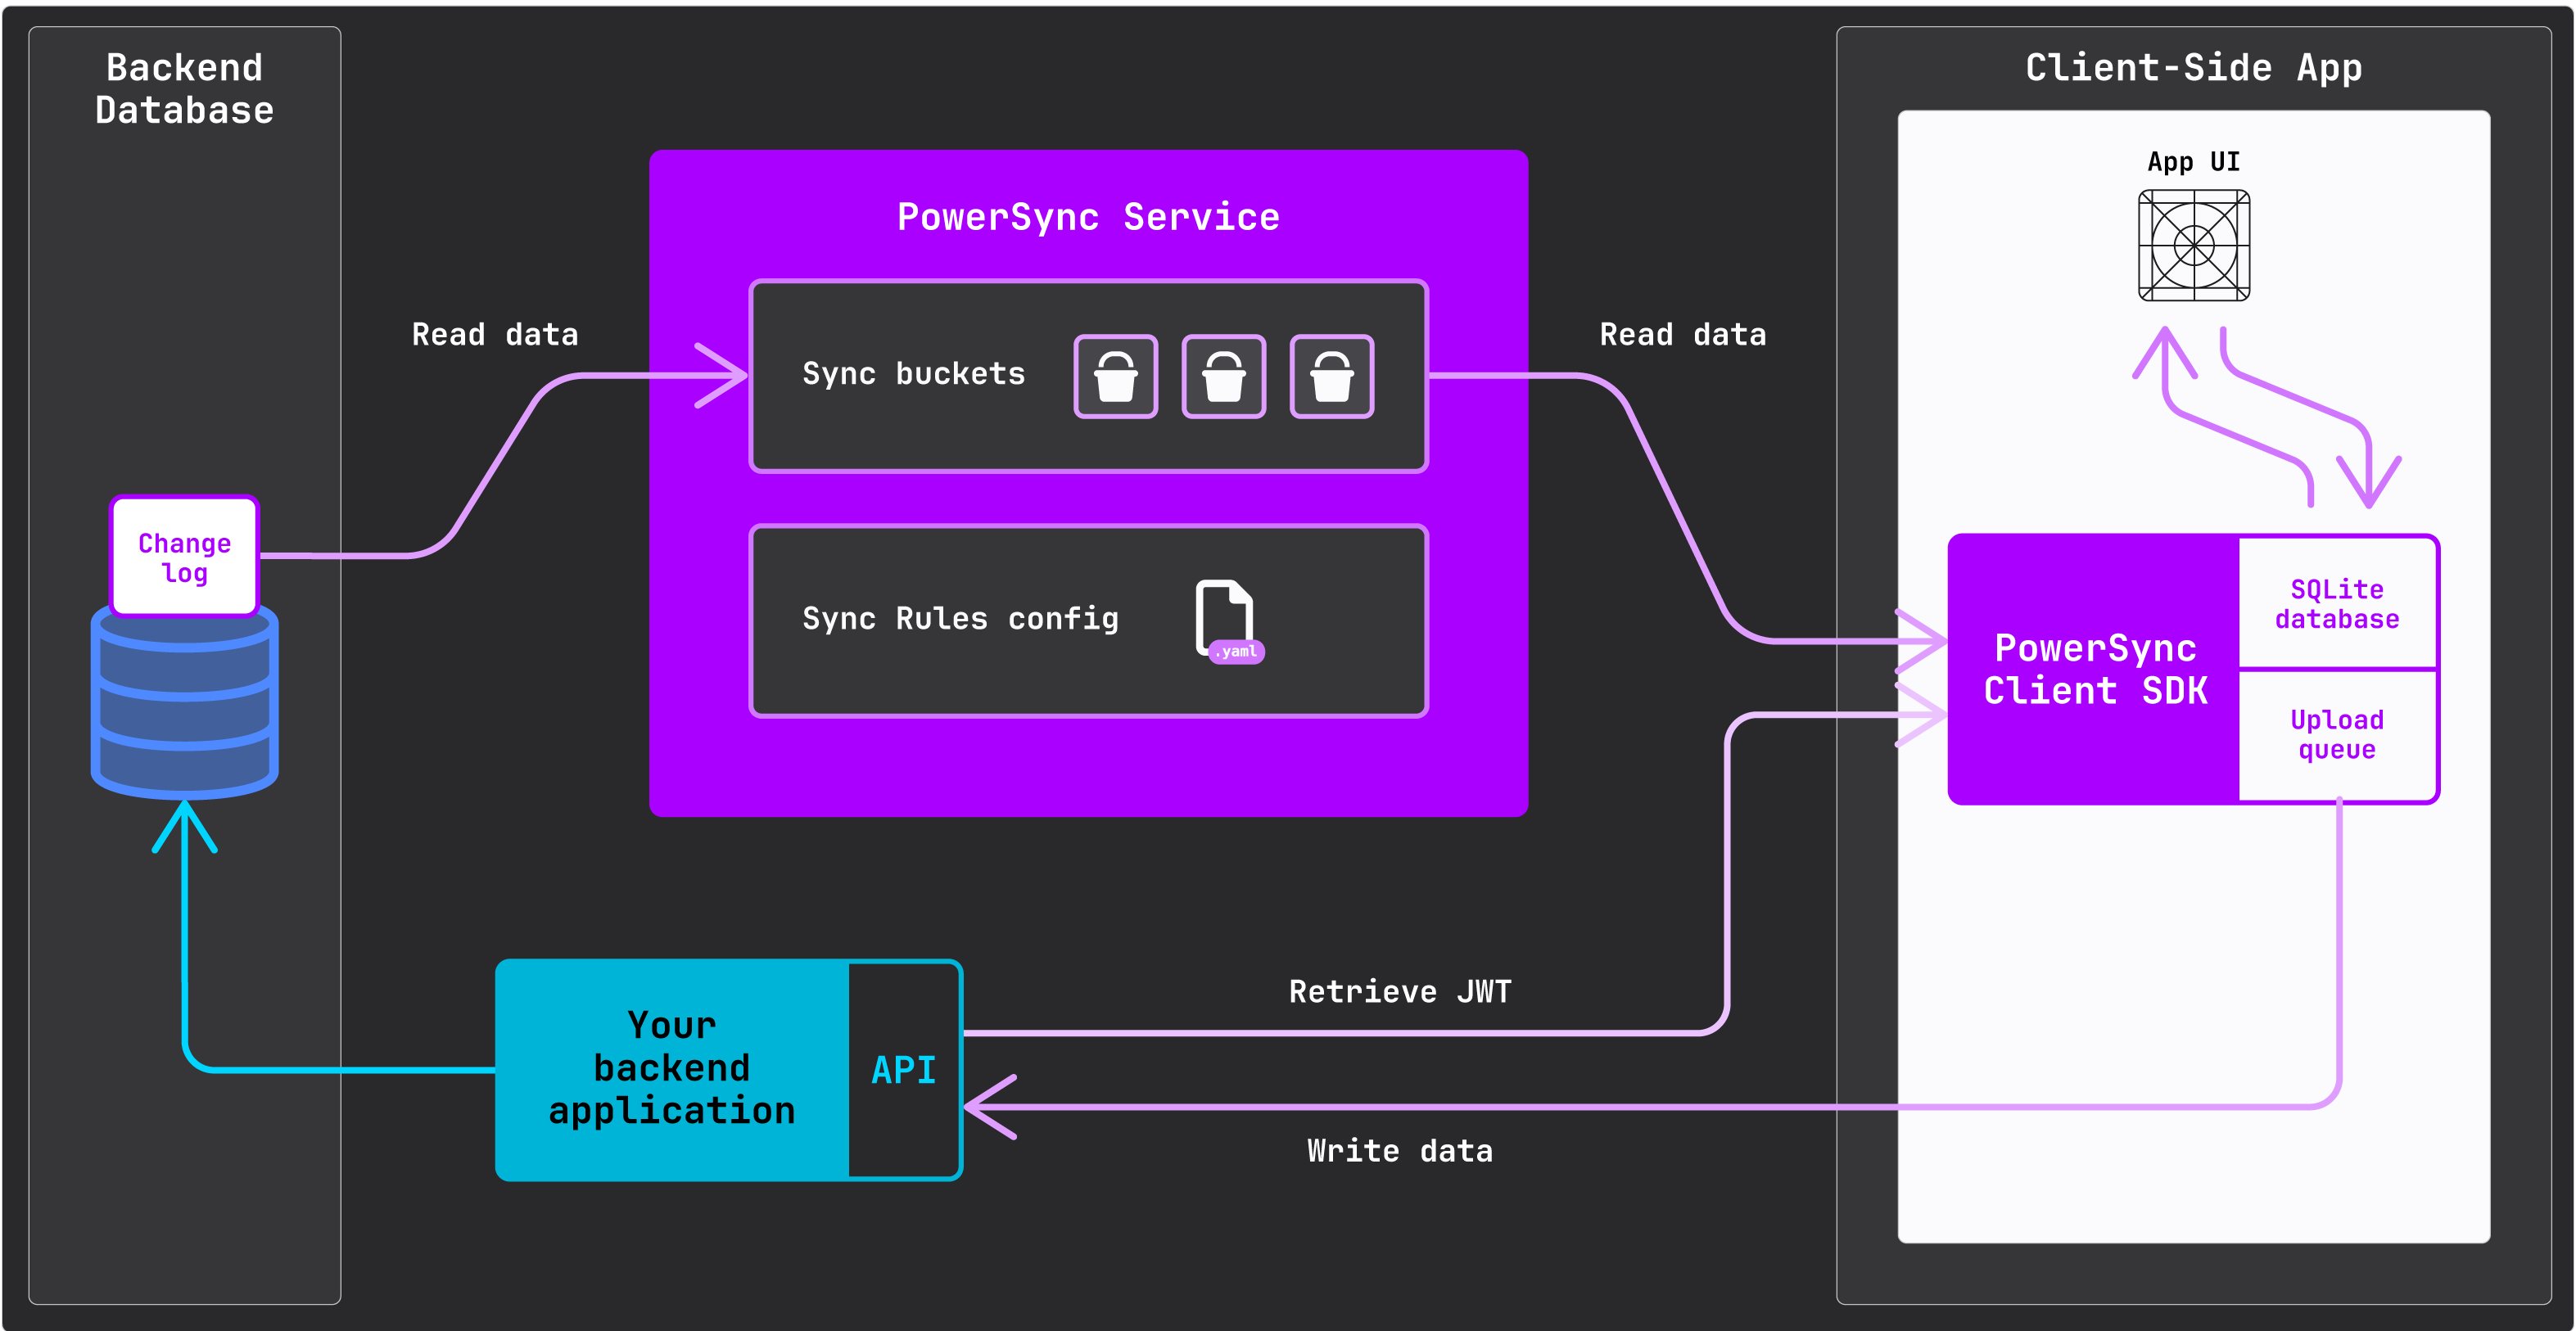 Backend
Database
Client-Side App
App UI
PowerSync Service
Read data
Read data
Sync buckets
Change
log
Sync Rules config
.yaml
PowerSync
Client SDK
SQLite
database
Upload
queue
Your
backend
application
API
Retrieve JWT
Write data